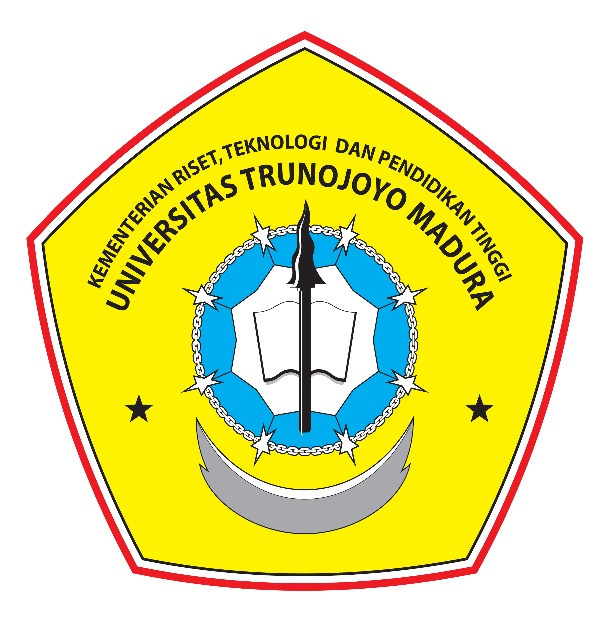 KEMENTERIAN RISET, TEKNOLOGI DAN PENDIDIKAN TINGGI
UNIVERSITAS TRUNOJOYO MADURA